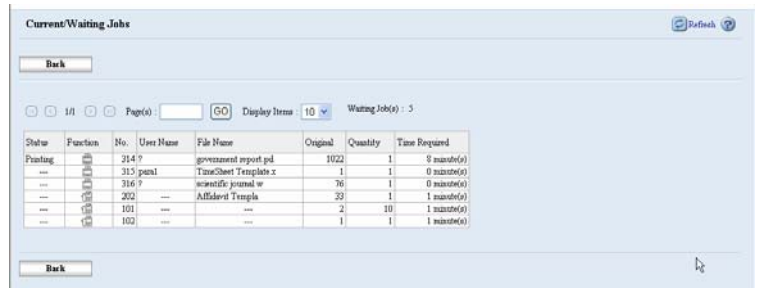 Current/Waiting Jobs Refresh
Back
1/1 Page(s) : GO Display Items : 10 Waiting Job(s) : 5
Status Function No. User Name File Name Original Quantity Time Required
Printing 314 ? government report.pd 1022 1 8 minute(s)
--- 315 para1 TimeSheet Template.x 1 1 0 minute(s)
--- 316 ? scientific journal w 76 1 0 minute(s)
--- 202 --- Affidavit Templa 33 1 1 minute(s)
--- 101 --- --- 2 10 1 minute(s)
--- 102 --- --- 1 1 1 minute(s)
Back